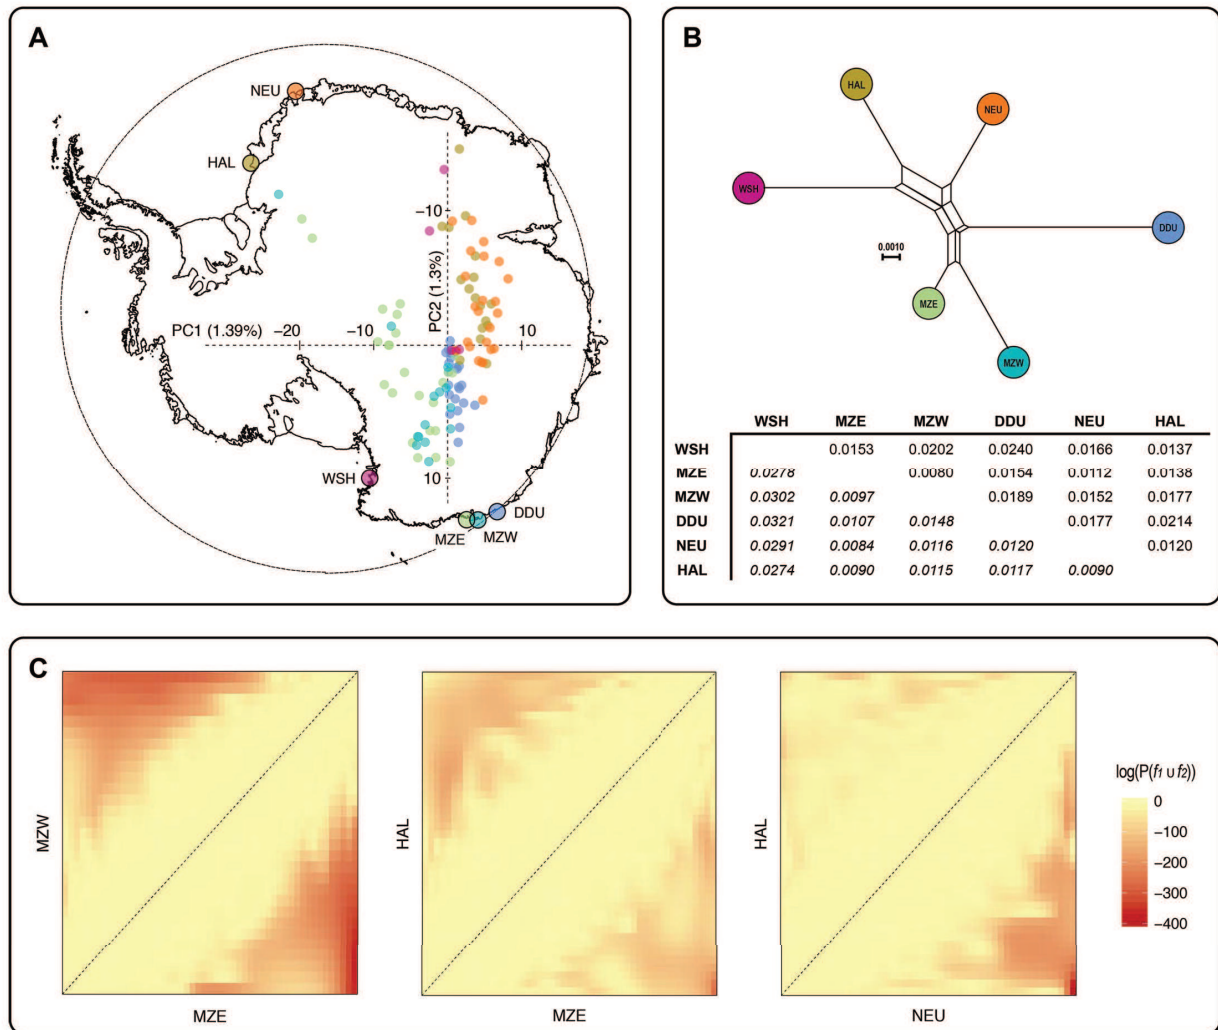 A
NEU
HAL
−10
PC2 (1.3%)
PC1 (1.39%) −20 −10 10
WSH
10
DDU
MZE MZW
B
HAL
NEU
WSH
DDU
0.0010
MZE
MZW
WSH MZE MZW DDU NEU HAL
WSH 0.0153 0.0202 0.0240 0.0166 0.0137
MZE 0.0278 0.0080 0.0154 0.0112 0.0138
MZW 0.0302 0.0097 0.0189 0.0152 0.0177
DDU 0.0321 0.0107 0.0148 0.0177 0.0214
NEU 0.0291 0.0084 0.0116 0.0120 0.0120
HAL 0.0274 0.0090 0.0115 0.0117 0.0090
C
MZW
MZE
HAL
MZE
HAL
NEU
log(P(f1 ∪ f2))
0
−100
−200
−300
−400